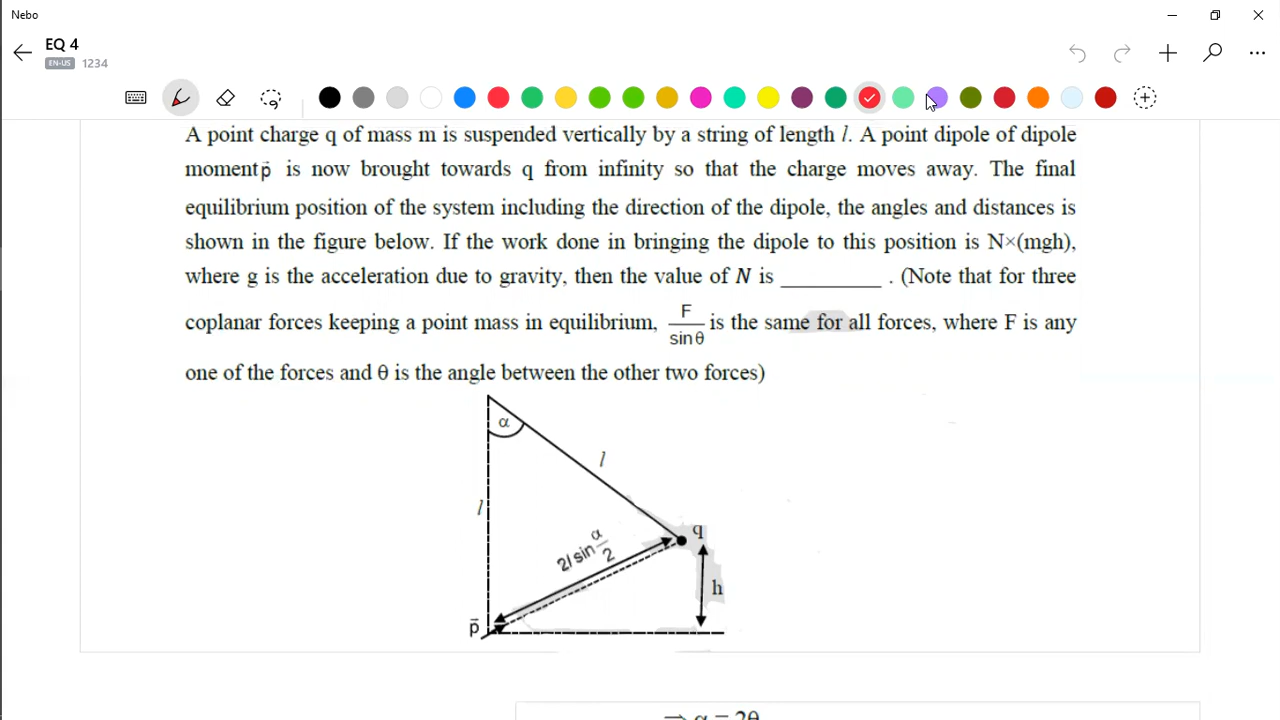 Nebo
EQ 4
EN-US 1234
A point charge q of mass m is suspended vertically by a string of length l. A point dipole of dipole
moment p⃗ is now brought towards q from infinity so that the charge moves away. The final
equilibrium position of the system including the direction of the dipole, the angles and distances is
shown in the figure below. If the work done in bringing the dipole to this position is N×(mgh),
where g is the acceleration due to gravity, then the value of N is _________ . (Note that for three
coplanar forces keeping a point mass in equilibrium, F/sinθ is the same for all forces, where F is any
one of the forces and θ is the angle between the other two forces)
α
l
l
q
2l sin α/2
h
p⃗
⇒ α = 2θ